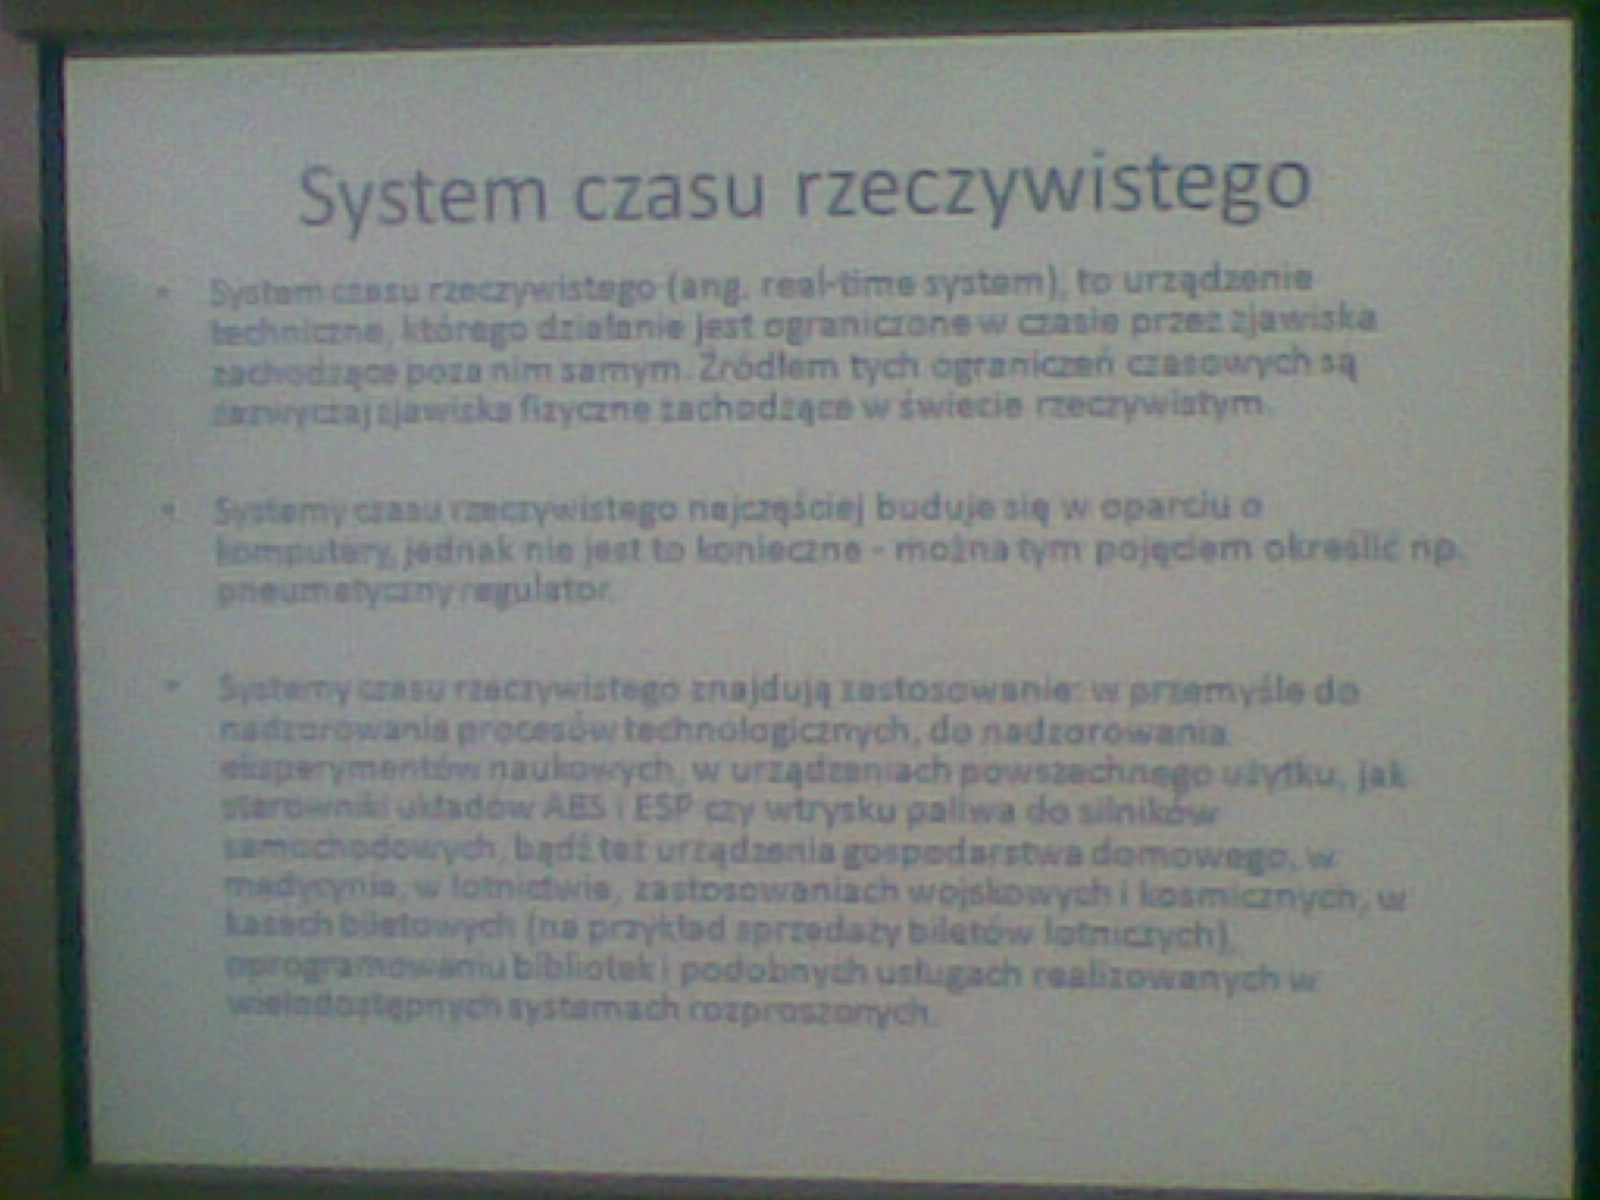 System czasu rzeczywistego
• System czasu rzeczywistego (ang. real-time system), to urządzenie
techniczne, którego działanie jest ograniczone w czasie przez zjawiska
zachodzące poza nim samym. Źródłem tych ograniczeń czasowych są
zazwyczaj zjawiska fizyczne zachodzące w świecie rzeczywistym.
• Systemy czasu rzeczywistego najczęściej buduje się w oparciu o
komputery, jednak nie jest to konieczne - można tym pojęciem określić np.
pneumatyczny regulator.
• Systemy czasu rzeczywistego znajdują zastosowanie: w przemyśle do
nadzorowania procesów technologicznych, do nadzorowania
eksperymentów naukowych, w urządzeniach powszechnego użytku, jak
sterowniki układów ABS i ESP czy wtrysku paliwa do silników
samochodowych, bądź też urządzenia gospodarstwa domowego, w
medycynie, w lotnictwie, zastosowaniach wojskowych i kosmicznych, w
kasach biletowych (na przykład sprzedaży biletów lotniczych),
oprogramowaniu bibliotek i podobnych usługach realizowanych w
wielodostępnych systemach rozproszonych.